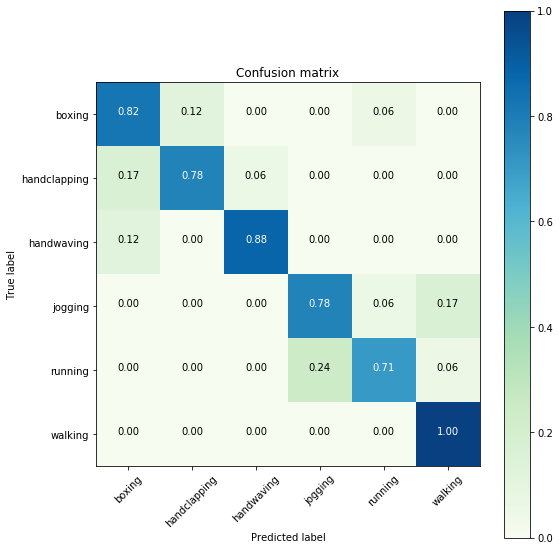 Confusion matrix
True label
boxing 0.82 0.12 0.00 0.00 0.06 0.00
handclapping 0.17 0.78 0.06 0.00 0.00 0.00
handwaving 0.12 0.00 0.88 0.00 0.00 0.00
jogging 0.00 0.00 0.00 0.78 0.06 0.17
running 0.00 0.00 0.00 0.24 0.71 0.06
walking 0.00 0.00 0.00 0.00 0.00 1.00
boxing handclapping handwaving jogging running walking
Predicted label
1.0
0.8
0.6
0.4
0.2
0.0